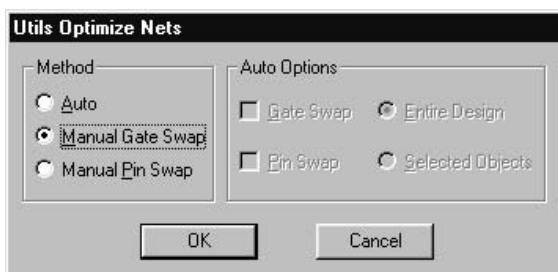 Utils Optimize Nets
Method
Auto
Manual Gate Swap
Manual Pin Swap
Auto Options
Gate Swap
Entire Design
Pin Swap
Selected Objects
OK
Cancel